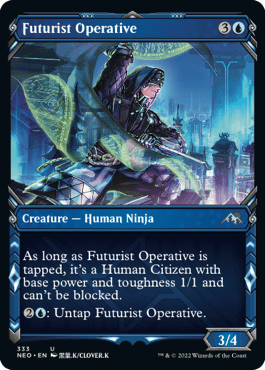 Futurist Operative 3
Creature — Human Ninja
As long as Futurist Operative is
tapped, it's a Human Citizen with
base power and toughness 1/1 and
can't be blocked.
2: Untap Futurist Operative.
3/4
333 U
NEO • EN 黒葉.K/CLOVER.K
™ & © 2022 Wizards of the Coast